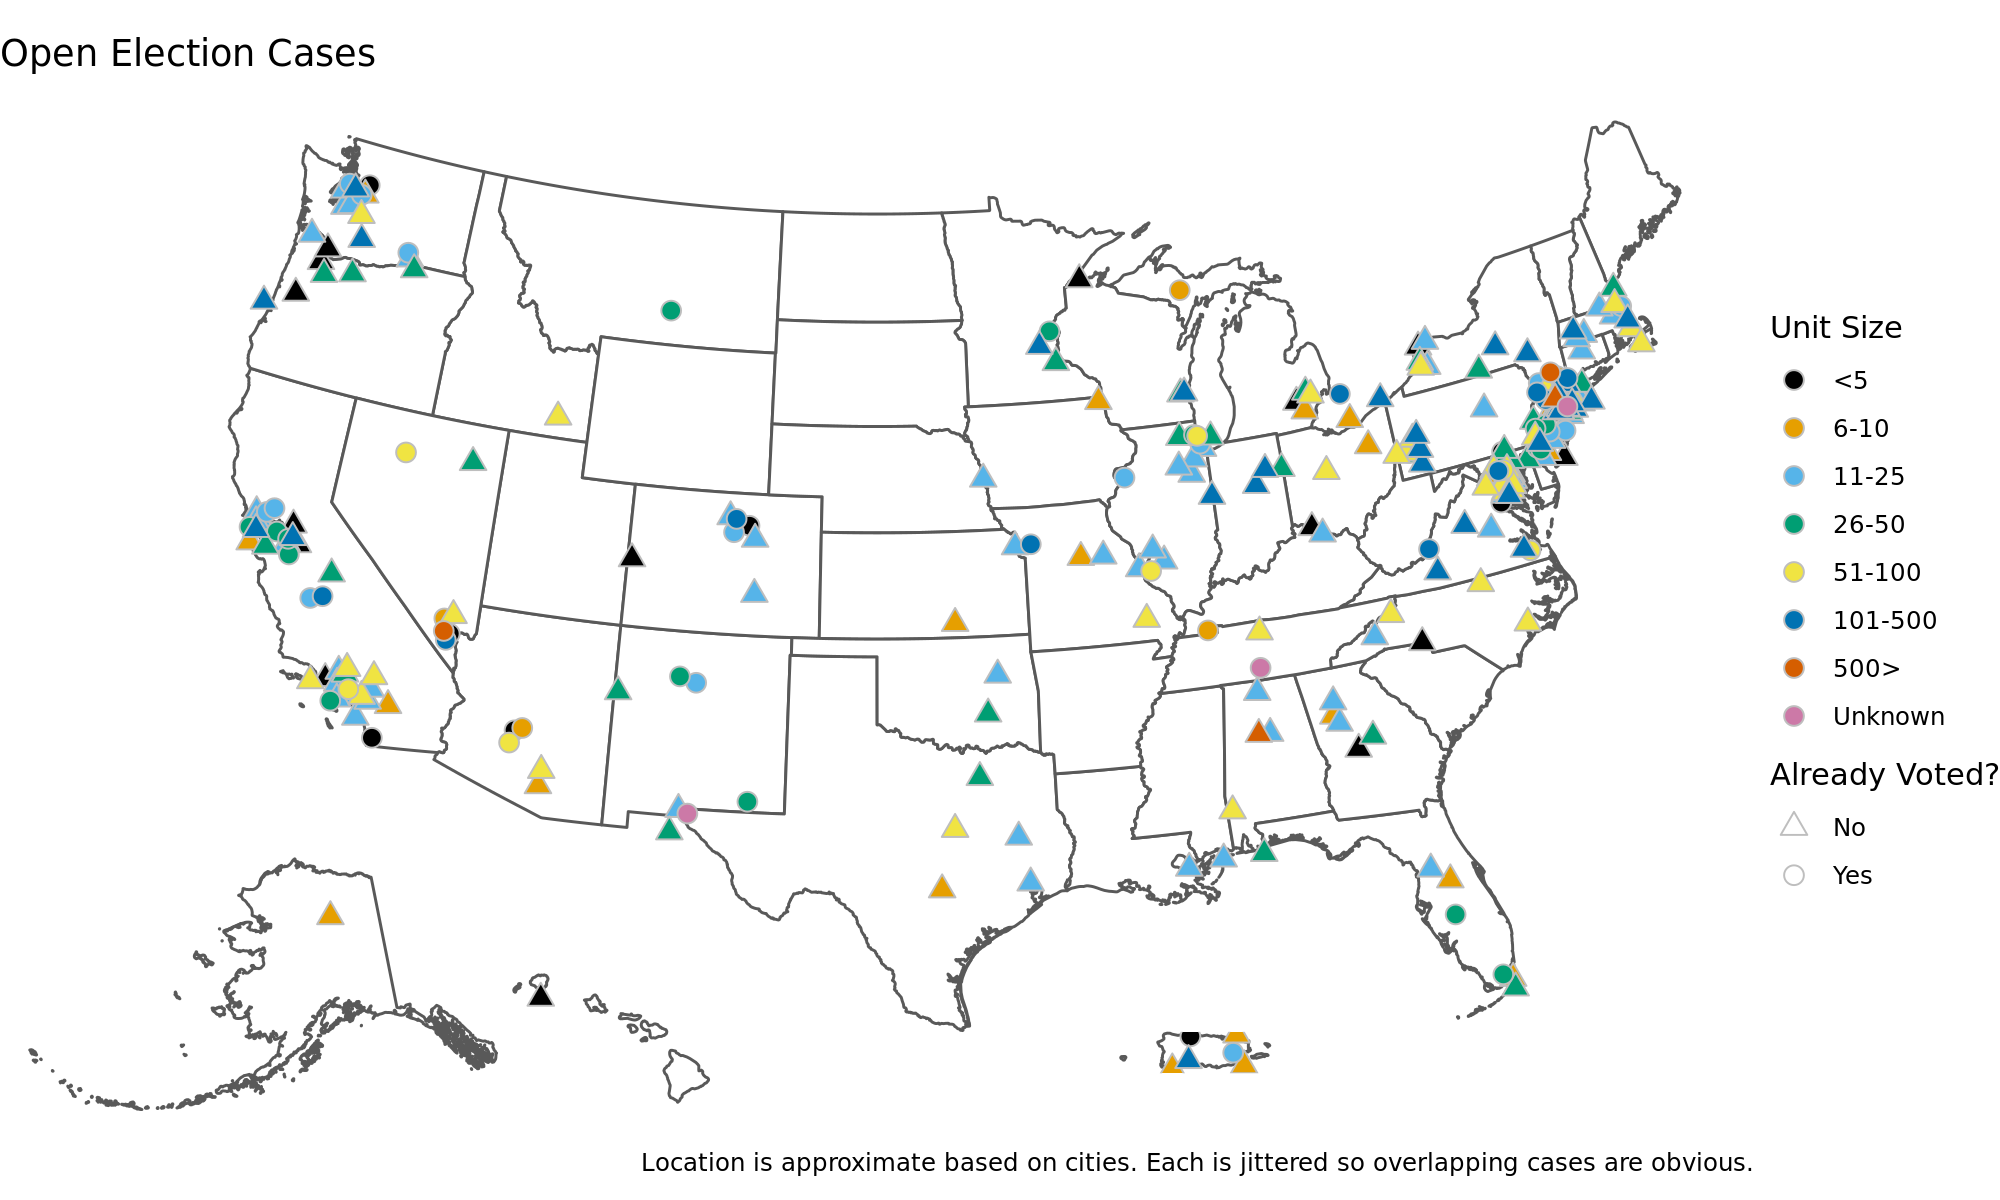 Open Election Cases
Unit Size
<5
6-10
11-25
26-50
51-100
101-500
500>
Unknown
Already Voted?
No
Yes
Location is approximate based on cities. Each is jittered so overlapping cases are obvious.